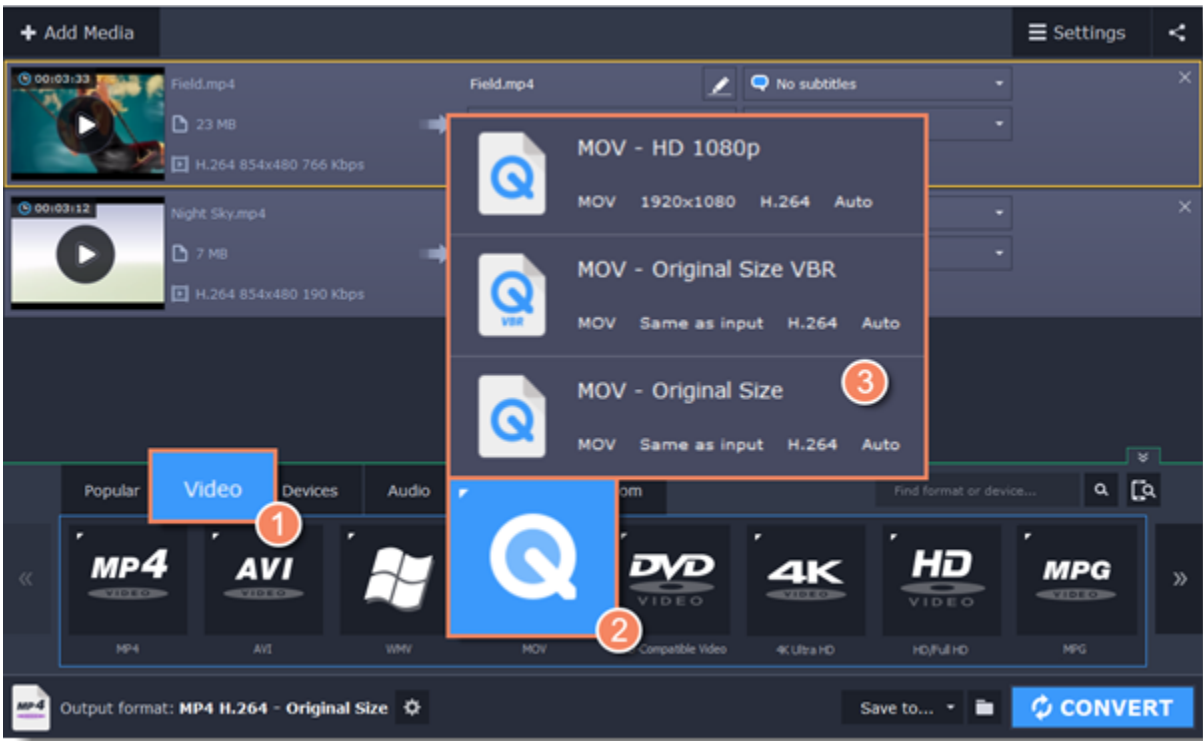 Add Media
Settings
00:03:33
Field.mp4
Field.mp4
No subtitles
23 MB
H.264 854x480 766 Kbps
00:03:12
Night Sky.mp4
7 MB
H.264 854x480 190 Kbps
MOV - HD 1080p
MOV 1920x1080 H.264 Auto
MOV - Original Size VBR
VBR
MOV Same as input H.264 Auto
MOV - Original Size
3
MOV Same as input H.264 Auto
Popular
Video
Devices
Audio
om
Find format or device...
1
MP4 VIDEO
AVI VIDEO
DVD VIDEO
4K VIDEO
HD VIDEO
MPG VIDEO
2
MP4
AVI
WMV
MOV
Compatible Video
4K Ultra HD
HD/Full HD
MPG
MP4
Output format: MP4 H.264 - Original Size
Save to...
CONVERT